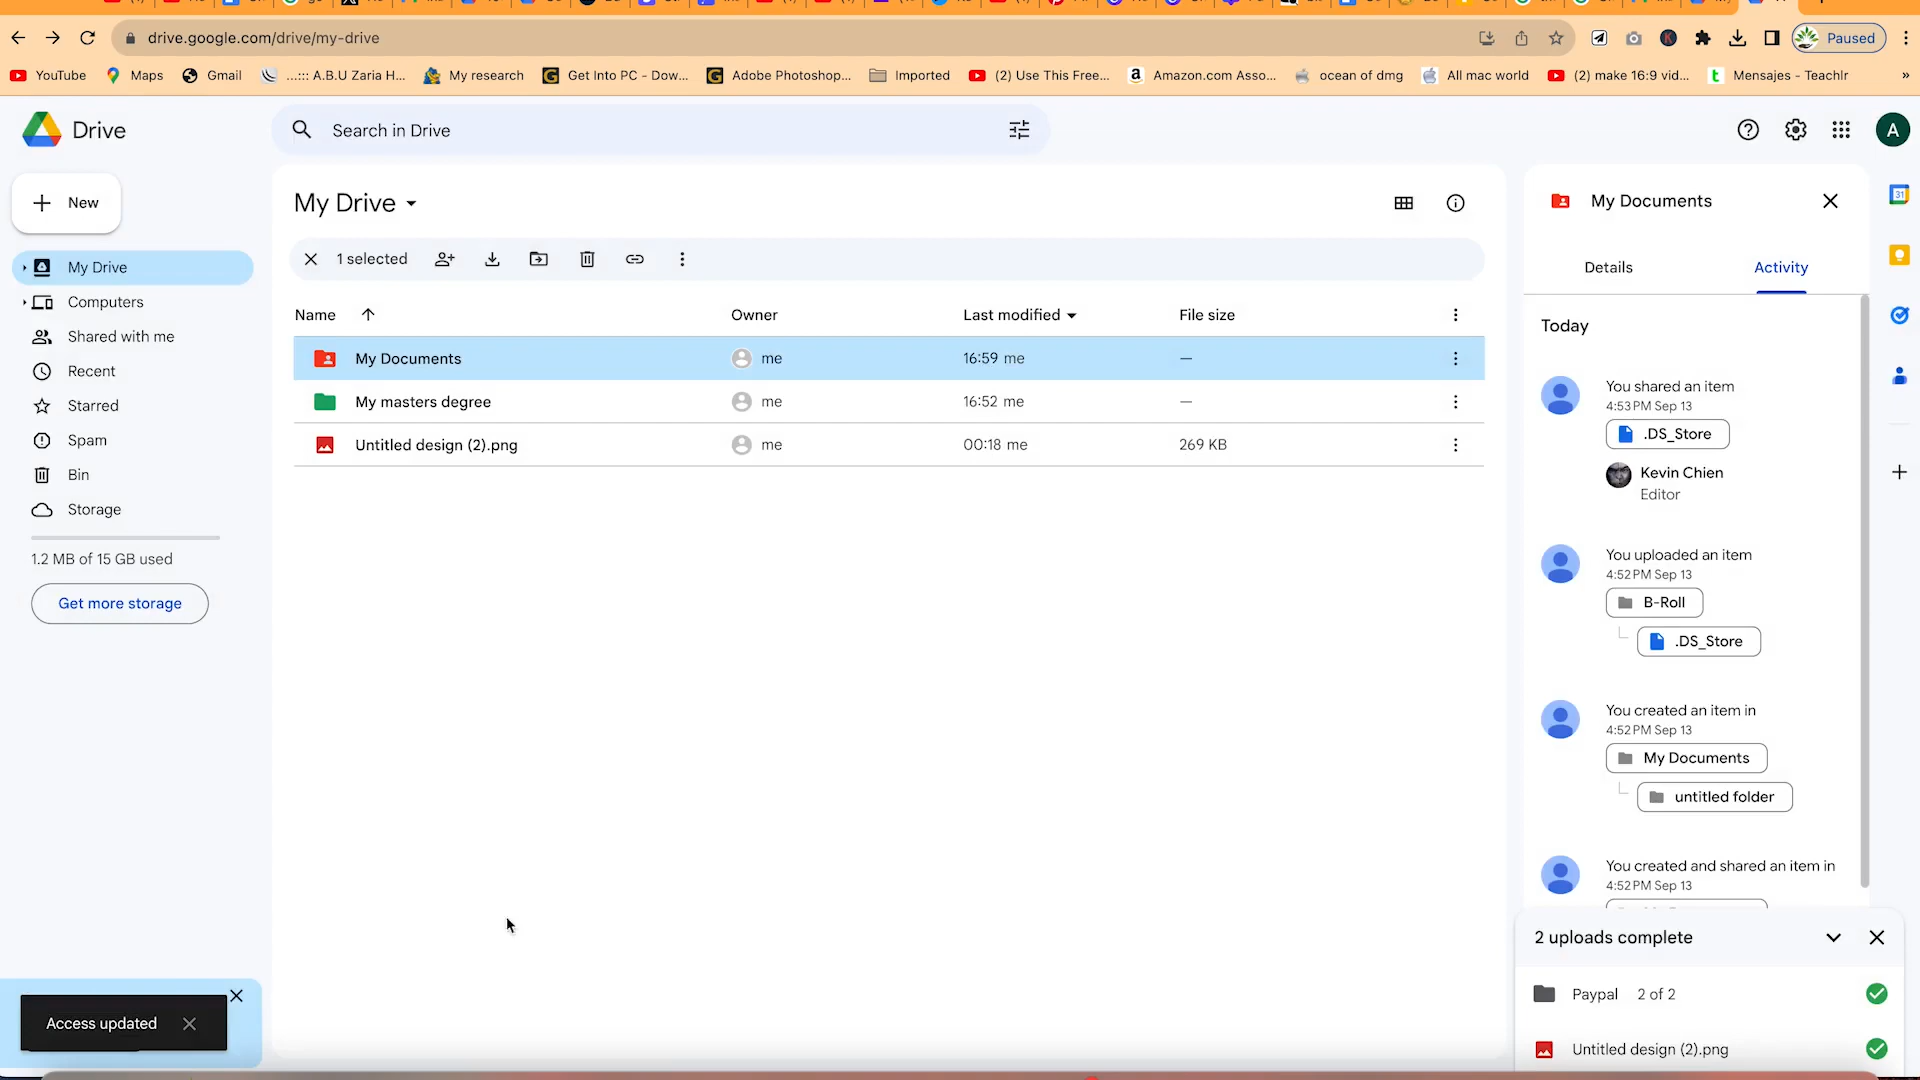 drive.google.com/drive/my-drive
Paused
YouTube
Maps
Gmail
...::: A.B.U Zaria H...
My research
Get Into PC - Dow...
Adobe Photoshop...
Imported
(2) Use This Free...
Amazon.com Asso...
ocean of dmg
All mac world
(2) make 16:9 vid...
Mensajes - Teachlr
»
Drive
Search in Drive
A
New
My Drive
Computers
Shared with me
Recent
Starred
Spam
Bin
Storage
1.2 MB of 15 GB used
Get more storage
My Drive
1 selected
Name
Owner
Last modified
File size
My Documents
me
16:59 me
—
My masters degree
me
16:52 me
—
Untitled design (2).png
me
00:18 me
269 KB
My Documents
Details
Activity
Today
You shared an item
4:53 PM Sep 13
.DS_Store
Kevin Chien
Editor
You uploaded an item
4:52 PM Sep 13
B-Roll
.DS_Store
You created an item in
4:52 PM Sep 13
My Documents
untitled folder
You created and shared an item in
4:52 PM Sep 13
31
2 uploads complete
Paypal 2 of 2
Untitled design (2).png
Access updated